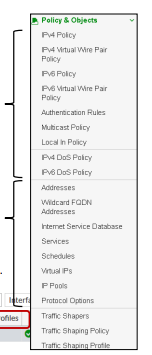 Policy & Objects
IPv4 Policy
IPv4 Virtual Wire Pair
Policy
IPv6 Policy
IPv6 Virtual Wire Pair
Policy
Authentication Rules
Multicast Policy
Local In Policy
IPv4 DoS Policy
IPv6 DoS Policy
Addresses
Wildcard FQDN
Addresses
Internet Service Database
Services
Schedules
Virtual IPs
IP Pools
Protocol Options
Traffic Shapers
Traffic Shaping Policy
Traffic Shaping Profile